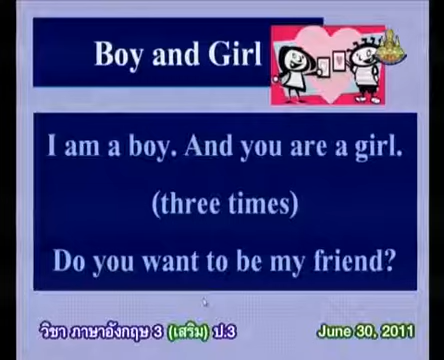 Boy and Girl
I am a boy. And you are a girl.
(three times)
Do you want to be my friend?
วิชา ภาษาอังกฤษ 3 (เสริม) ป.3
June 30, 2011